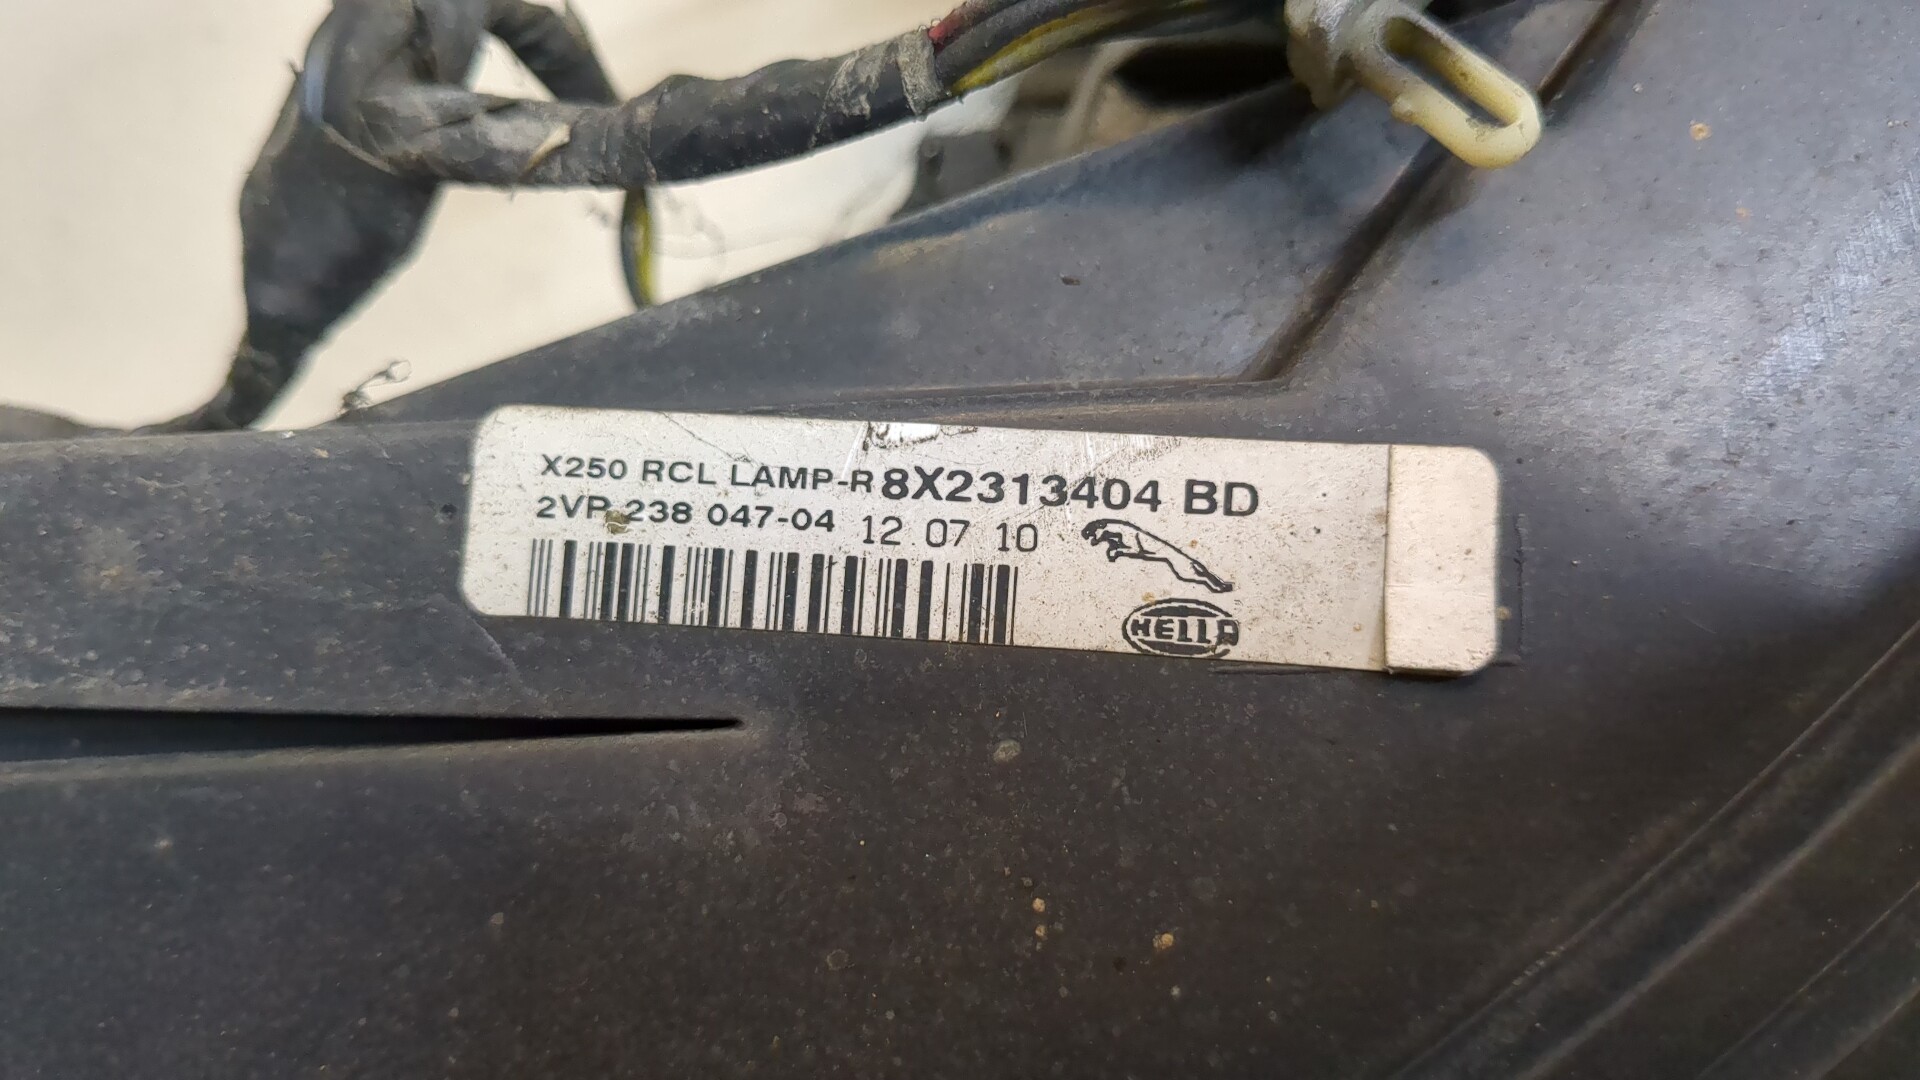 X250 RCL LAMP-R 8X2313404 BD
2VP 238 047-04 12 07 10
HELLA